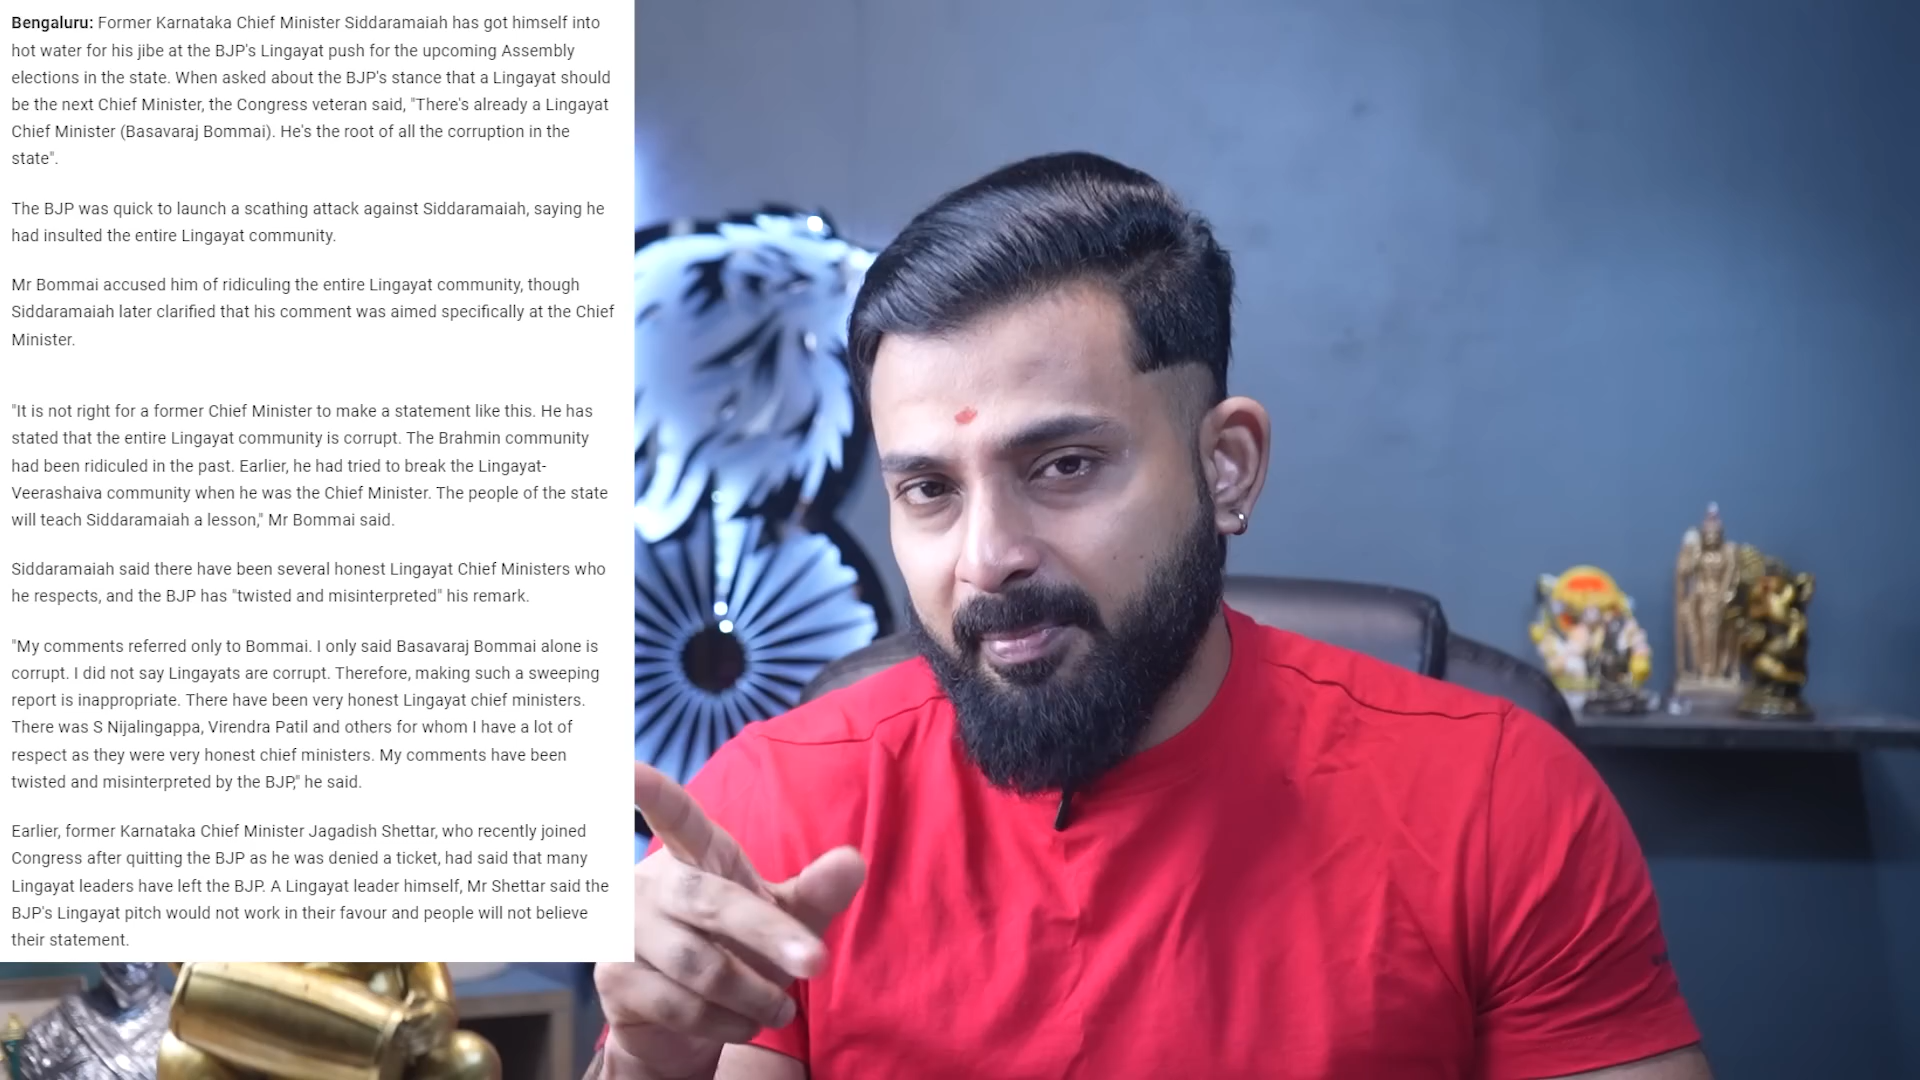 Bengaluru: Former Karnataka Chief Minister Siddaramaiah has got himself into
hot water for his jibe at the BJP's Lingayat push for the upcoming Assembly
elections in the state. When asked about the BJP's stance that a Lingayat should
be the next Chief Minister, the Congress veteran said, "There's already a Lingayat
Chief Minister (Basavaraj Bommai). He's the root of all the corruption in the
state".
The BJP was quick to launch a scathing attack against Siddaramaiah, saying he
had insulted the entire Lingayat community.
Mr Bommai accused him of ridiculing the entire Lingayat community, though
Siddaramaiah later clarified that his comment was aimed specifically at the Chief
Minister.
"It is not right for a former Chief Minister to make a statement like this. He has
stated that the entire Lingayat community is corrupt. The Brahmin community
had been ridiculed in the past. Earlier, he had tried to break the Lingayat-
Veerashaiva community when he was the Chief Minister. The people of the state
will teach Siddaramaiah a lesson," Mr Bommai said.
Siddaramaiah said there have been several honest Lingayat Chief Ministers who
he respects, and the BJP has "twisted and misinterpreted" his remark.
"My comments referred only to Bommai. I only said Basavaraj Bommai alone is
corrupt. I did not say Lingayats are corrupt. Therefore, making such a sweeping
report is inappropriate. There have been very honest Lingayat chief ministers.
There was S Nijalingappa, Virendra Patil and others for whom I have a lot of
respect as they were very honest chief ministers. My comments have been
twisted and misinterpreted by the BJP," he said.
Earlier, former Karnataka Chief Minister Jagadish Shettar, who recently joined
Congress after quitting the BJP as he was denied a ticket, had said that many
Lingayat leaders have left the BJP. A Lingayat leader himself, Mr Shettar said the
BJP's Lingayat pitch would not work in their favour and people will not believe
their statement.